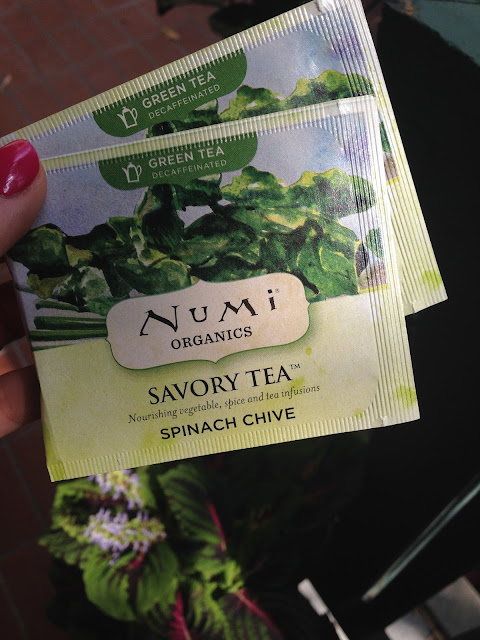 GREEN TEA
DECAFFEINATED
GREEN TEA
DECAFFEINATED
NUMi®
ORGANICS
SAVORY TEA™
Nourishing vegetable, spice and tea infusions
SPINACH CHIVE